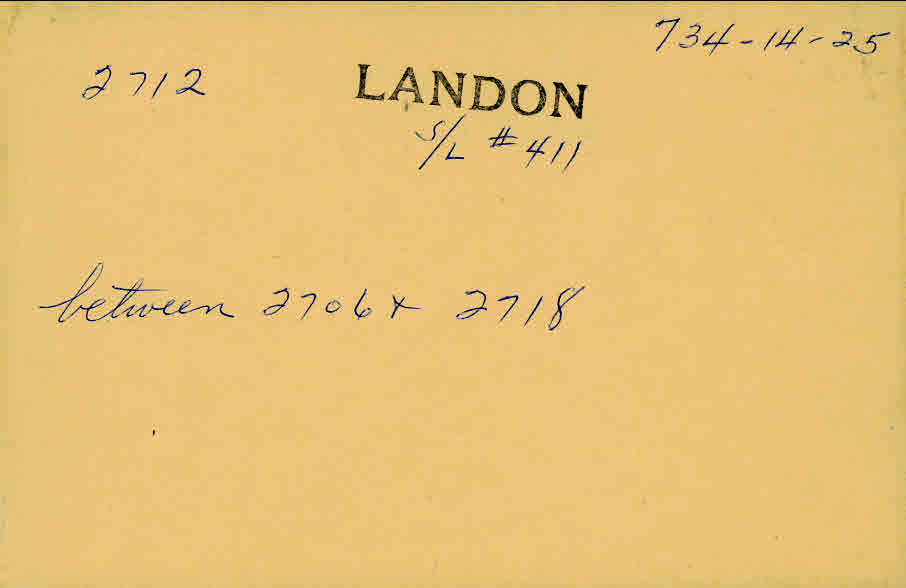 734-14-25
2712 LANDON
S/L #411
between 2706 + 2718